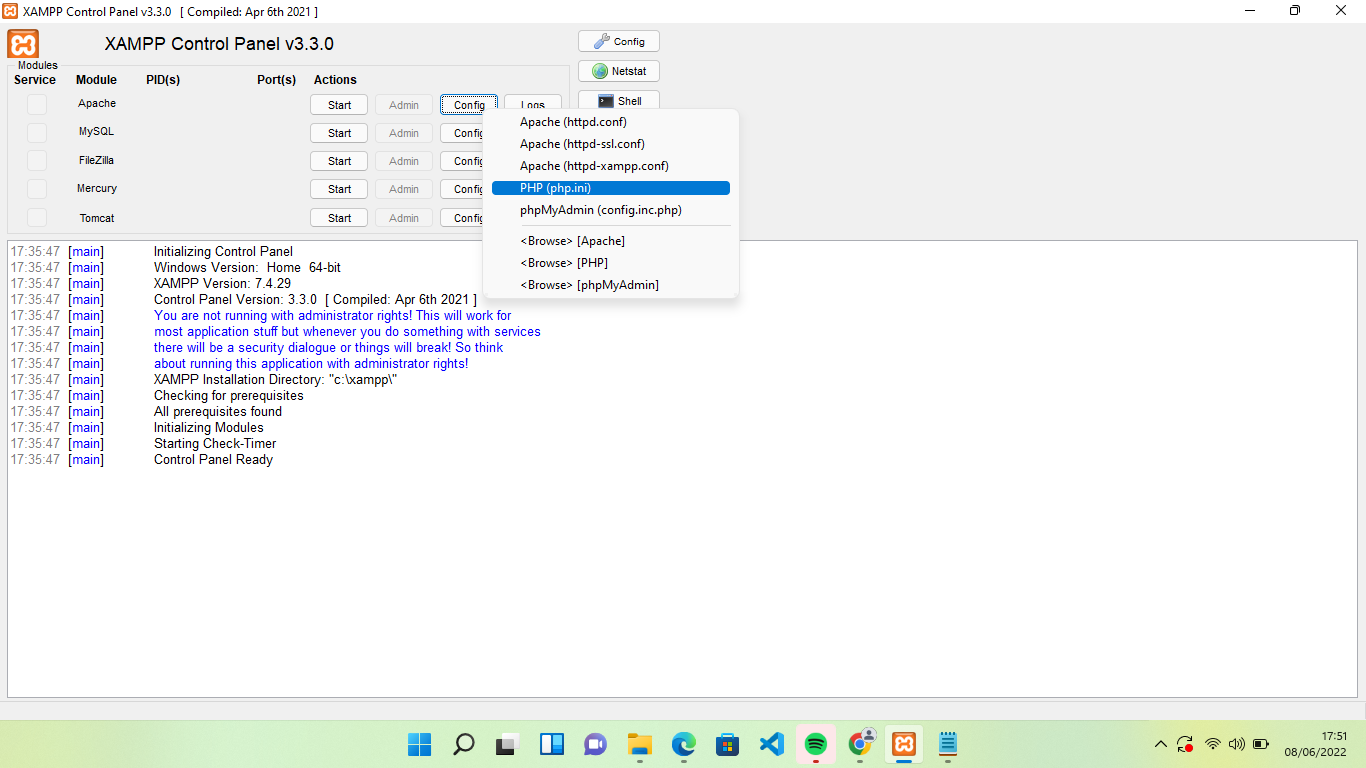 XAMPP Control Panel v3.3.0 [ Compiled: Apr 6th 2021 ]
XAMPP Control Panel v3.3.0
Config
Netstat
Shell
Modules
Service Module PID(s) Port(s) Actions
Apache Start Admin Config Logs
MySQL Start Admin Config
FileZilla Start Admin Config
Mercury Start Admin Config
Tomcat Start Admin Config
Apache (httpd.conf)
Apache (httpd-ssl.conf)
Apache (httpd-xampp.conf)
PHP (php.ini)
phpMyAdmin (config.inc.php)
<Browse> [Apache]
<Browse> [PHP]
<Browse> [phpMyAdmin]
17:35:47 [main] Initializing Control Panel
17:35:47 [main] Windows Version: Home 64-bit
17:35:47 [main] XAMPP Version: 7.4.29
17:35:47 [main] Control Panel Version: 3.3.0 [ Compiled: Apr 6th 2021 ]
17:35:47 [main] You are not running with administrator rights! This will work for
17:35:47 [main] most application stuff but whenever you do something with services
17:35:47 [main] there will be a security dialogue or things will break! So think
17:35:47 [main] about running this application with administrator rights!
17:35:47 [main] XAMPP Installation Directory: "c:\xampp\"
17:35:47 [main] Checking for prerequisites
17:35:47 [main] All prerequisites found
17:35:47 [main] Initializing Modules
17:35:47 [main] Starting Check-Timer
17:35:47 [main] Control Panel Ready
17:51
08/06/2022